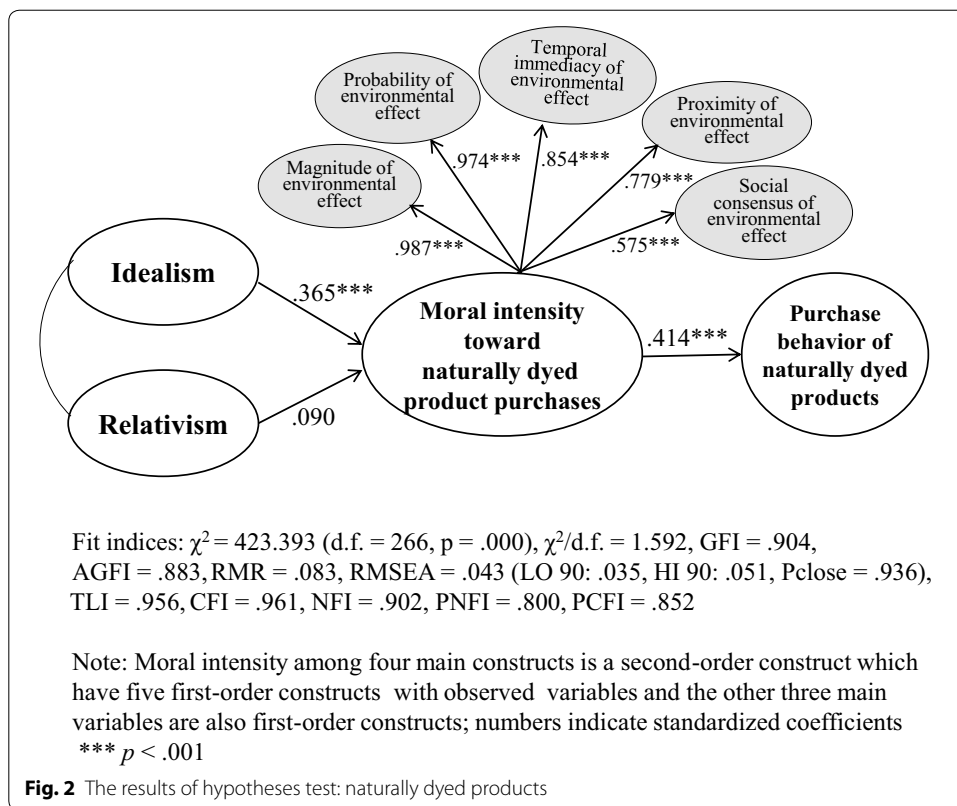 Temporal
immediacy of
environmental
effect
Probability of
environmental
effect
Proximity of
environmental
effect
Magnitude of
environmental
effect
Social
consensus of
environmental
effect
.974***
.854***
.779***
.987***
.575***
Idealism
.365***
Moral intensity
toward
naturally dyed
product purchases
.414***
Purchase
behavior of
naturally dyed
products
Relativism
.090
Fit indices: χ² = 423.393 (d.f. = 266, p = .000), χ²/d.f. = 1.592, GFI = .904,
AGFI = .883, RMR = .083, RMSEA = .043 (LO 90: .035, HI 90: .051, Pclose = .936),
TLI = .956, CFI = .961, NFI = .902, PNFI = .800, PCFI = .852
Note: Moral intensity among four main constructs is a second-order construct which
have five first-order constructs with observed variables and the other three main
variables are also first-order constructs; numbers indicate standardized coefficients
*** p < .001
Fig. 2 The results of hypotheses test: naturally dyed products